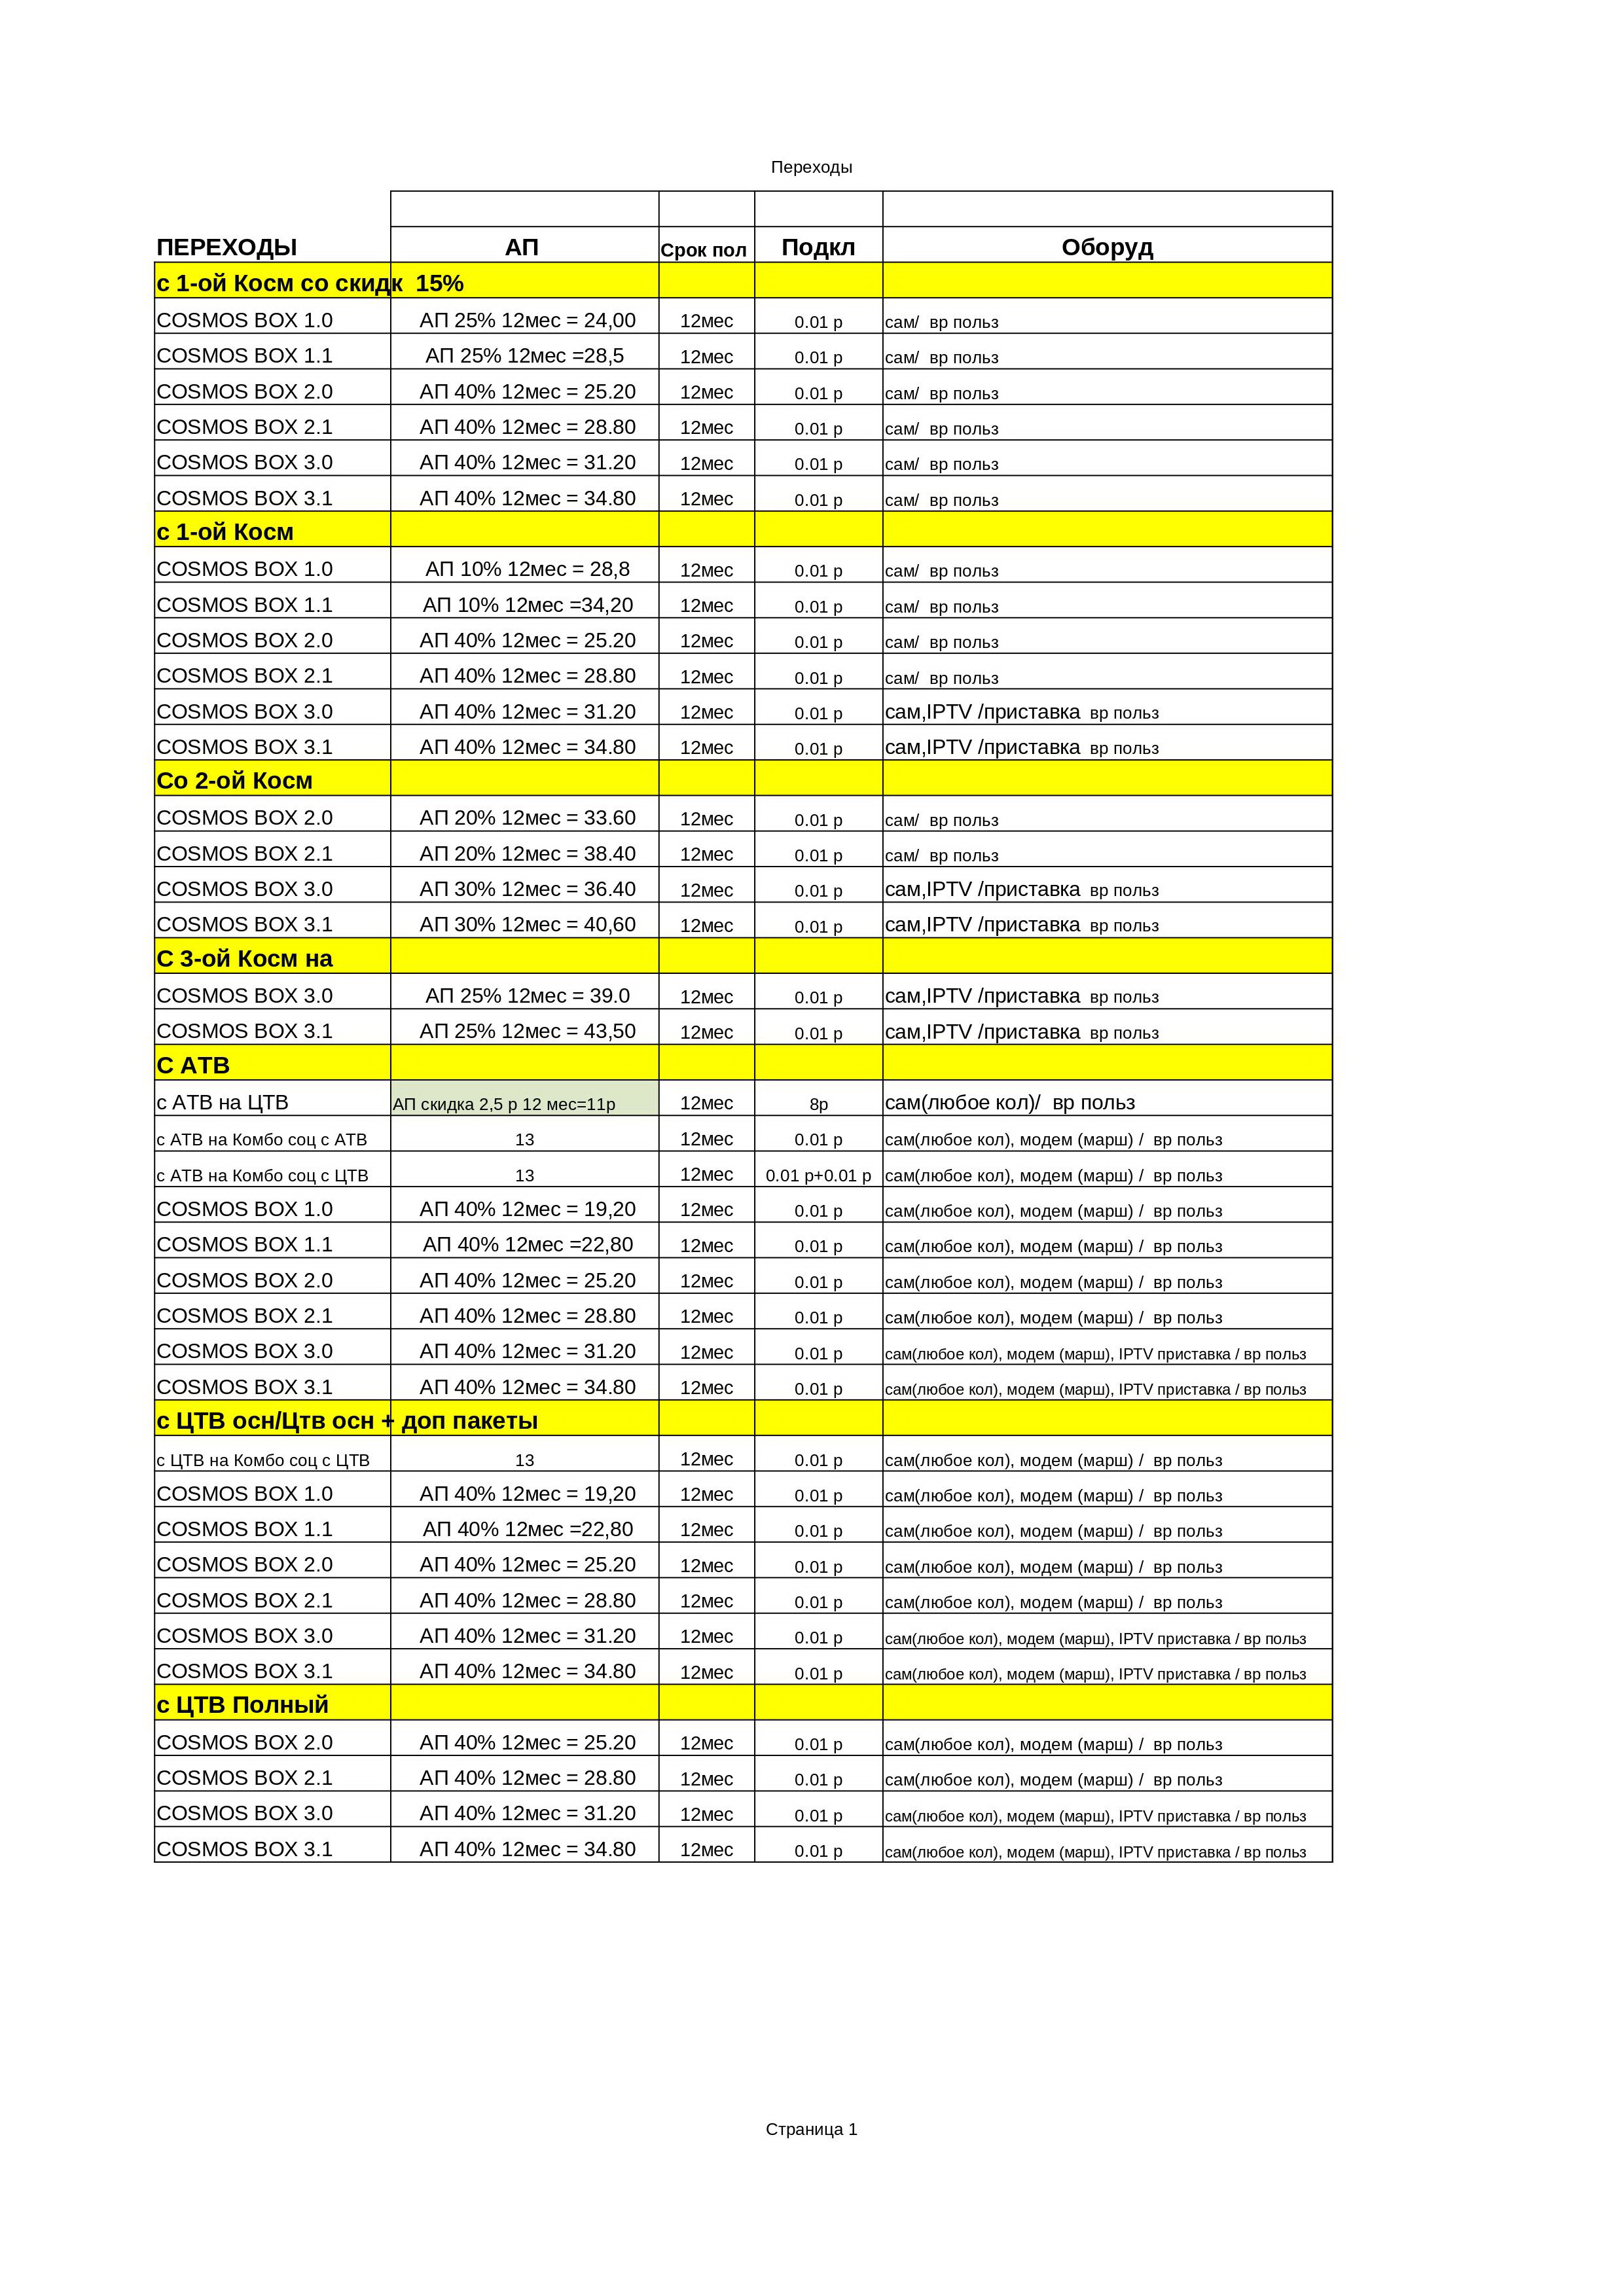 Переходы
ПЕРЕХОДЫ АП Срок пол Подкл Оборуд
с 1-ой Косм со скидк 15%
COSMOS BOX 1.0 АП 25% 12мес = 24,00 12мес 0.01 р сам/ вр польз
COSMOS BOX 1.1 АП 25% 12мес =28,5 12мес 0.01 р сам/ вр польз
COSMOS BOX 2.0 АП 40% 12мес = 25.20 12мес 0.01 р сам/ вр польз
COSMOS BOX 2.1 АП 40% 12мес = 28.80 12мес 0.01 р сам/ вр польз
COSMOS BOX 3.0 АП 40% 12мес = 31.20 12мес 0.01 р сам/ вр польз
COSMOS BOX 3.1 АП 40% 12мес = 34.80 12мес 0.01 р сам/ вр польз
с 1-ой Косм
COSMOS BOX 1.0 АП 10% 12мес = 28,8 12мес 0.01 р сам/ вр польз
COSMOS BOX 1.1 АП 10% 12мес =34,20 12мес 0.01 р сам/ вр польз
COSMOS BOX 2.0 АП 40% 12мес = 25.20 12мес 0.01 р сам/ вр польз
COSMOS BOX 2.1 АП 40% 12мес = 28.80 12мес 0.01 р сам/ вр польз
COSMOS BOX 3.0 АП 40% 12мес = 31.20 12мес 0.01 р сам,IPTV /приставка вр польз
COSMOS BOX 3.1 АП 40% 12мес = 34.80 12мес 0.01 р сам,IPTV /приставка вр польз
Со 2-ой Косм
COSMOS BOX 2.0 АП 20% 12мес = 33.60 12мес 0.01 р сам/ вр польз
COSMOS BOX 2.1 АП 20% 12мес = 38.40 12мес 0.01 р сам/ вр польз
COSMOS BOX 3.0 АП 30% 12мес = 36.40 12мес 0.01 р сам,IPTV /приставка вр польз
COSMOS BOX 3.1 АП 30% 12мес = 40,60 12мес 0.01 р сам,IPTV /приставка вр польз
С 3-ой Косм на
COSMOS BOX 3.0 АП 25% 12мес = 39.0 12мес 0.01 р сам,IPTV /приставка вр польз
COSMOS BOX 3.1 АП 25% 12мес = 43,50 12мес 0.01 р сам,IPTV /приставка вр польз
С АТВ
с АТВ на ЦТВ АП скидка 2,5 р 12 мес=11р 12мес 8р сам(любое кол)/ вр польз
с АТВ на Комбо соц с АТВ 13 12мес 0.01 р сам(любое кол), модем (марш) / вр польз
с АТВ на Комбо соц с ЦТВ 13 12мес 0.01 р+0.01 р сам(любое кол), модем (марш) / вр польз
COSMOS BOX 1.0 АП 40% 12мес = 19,20 12мес 0.01 р сам(любое кол), модем (марш) / вр польз
COSMOS BOX 1.1 АП 40% 12мес =22,80 12мес 0.01 р сам(любое кол), модем (марш) / вр польз
COSMOS BOX 2.0 АП 40% 12мес = 25.20 12мес 0.01 р сам(любое кол), модем (марш) / вр польз
COSMOS BOX 2.1 АП 40% 12мес = 28.80 12мес 0.01 р сам(любое кол), модем (марш) / вр польз
COSMOS BOX 3.0 АП 40% 12мес = 31.20 12мес 0.01 р сам(любое кол), модем (марш), IPTV приставка / вр польз
COSMOS BOX 3.1 АП 40% 12мес = 34.80 12мес 0.01 р сам(любое кол), модем (марш), IPTV приставка / вр польз
с ЦТВ осн/Цтв осн + доп пакеты
с ЦТВ на Комбо соц с ЦТВ 13 12мес 0.01 р сам(любое кол), модем (марш) / вр польз
COSMOS BOX 1.0 АП 40% 12мес = 19,20 12мес 0.01 р сам(любое кол), модем (марш) / вр польз
COSMOS BOX 1.1 АП 40% 12мес =22,80 12мес 0.01 р сам(любое кол), модем (марш) / вр польз
COSMOS BOX 2.0 АП 40% 12мес = 25.20 12мес 0.01 р сам(любое кол), модем (марш) / вр польз
COSMOS BOX 2.1 АП 40% 12мес = 28.80 12мес 0.01 р сам(любое кол), модем (марш) / вр польз
COSMOS BOX 3.0 АП 40% 12мес = 31.20 12мес 0.01 р сам(любое кол), модем (марш), IPTV приставка / вр польз
COSMOS BOX 3.1 АП 40% 12мес = 34.80 12мес 0.01 р сам(любое кол), модем (марш), IPTV приставка / вр польз
с ЦТВ Полный
COSMOS BOX 2.0 АП 40% 12мес = 25.20 12мес 0.01 р сам(любое кол), модем (марш) / вр польз
COSMOS BOX 2.1 АП 40% 12мес = 28.80 12мес 0.01 р сам(любое кол), модем (марш) / вр польз
COSMOS BOX 3.0 АП 40% 12мес = 31.20 12мес 0.01 р сам(любое кол), модем (марш), IPTV приставка / вр польз
COSMOS BOX 3.1 АП 40% 12мес = 34.80 12мес 0.01 р сам(любое кол), модем (марш), IPTV приставка / вр польз
Страница 1